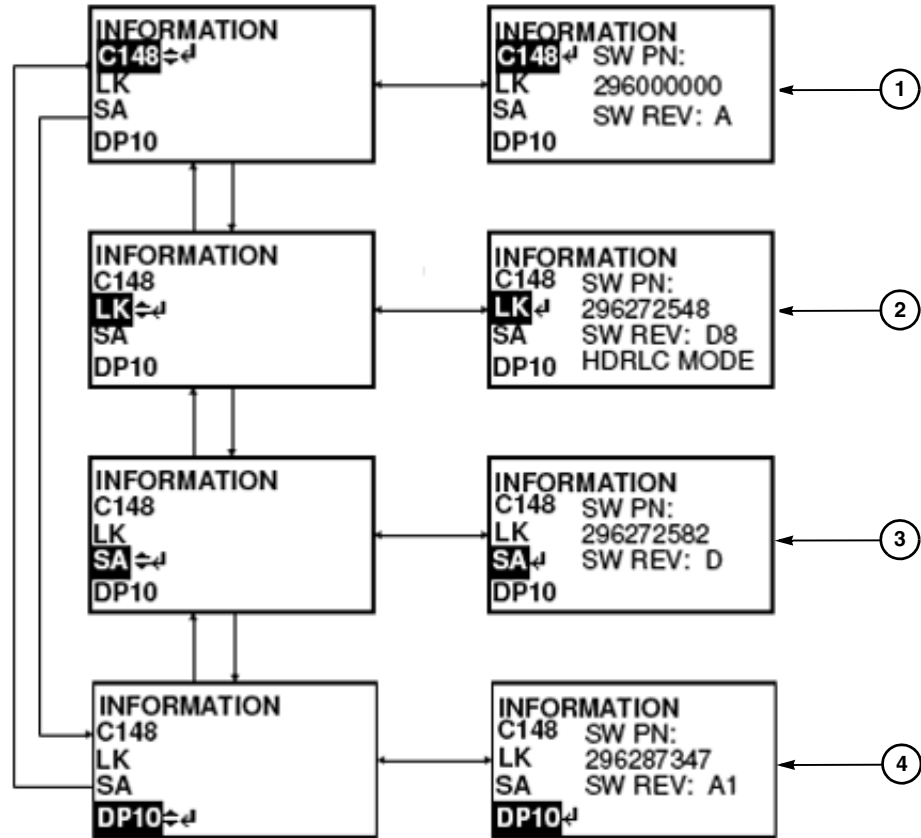 INFORMATION
C148
LK
SA
DP10
INFORMATION
C148 SW PN:
LK 296000000
SA SW REV: A
DP10
1
INFORMATION
C148
LK
SA
DP10
INFORMATION
C148 SW PN:
LK 296272548
SA SW REV: D8
DP10 HDRLC MODE
2
INFORMATION
C148
LK
SA
DP10
INFORMATION
C148 SW PN:
LK 296272582
SA SW REV: D
DP10
3
INFORMATION
C148
LK
SA
DP10
INFORMATION
C148 SW PN:
LK 296287347
SA SW REV: A1
DP10
4